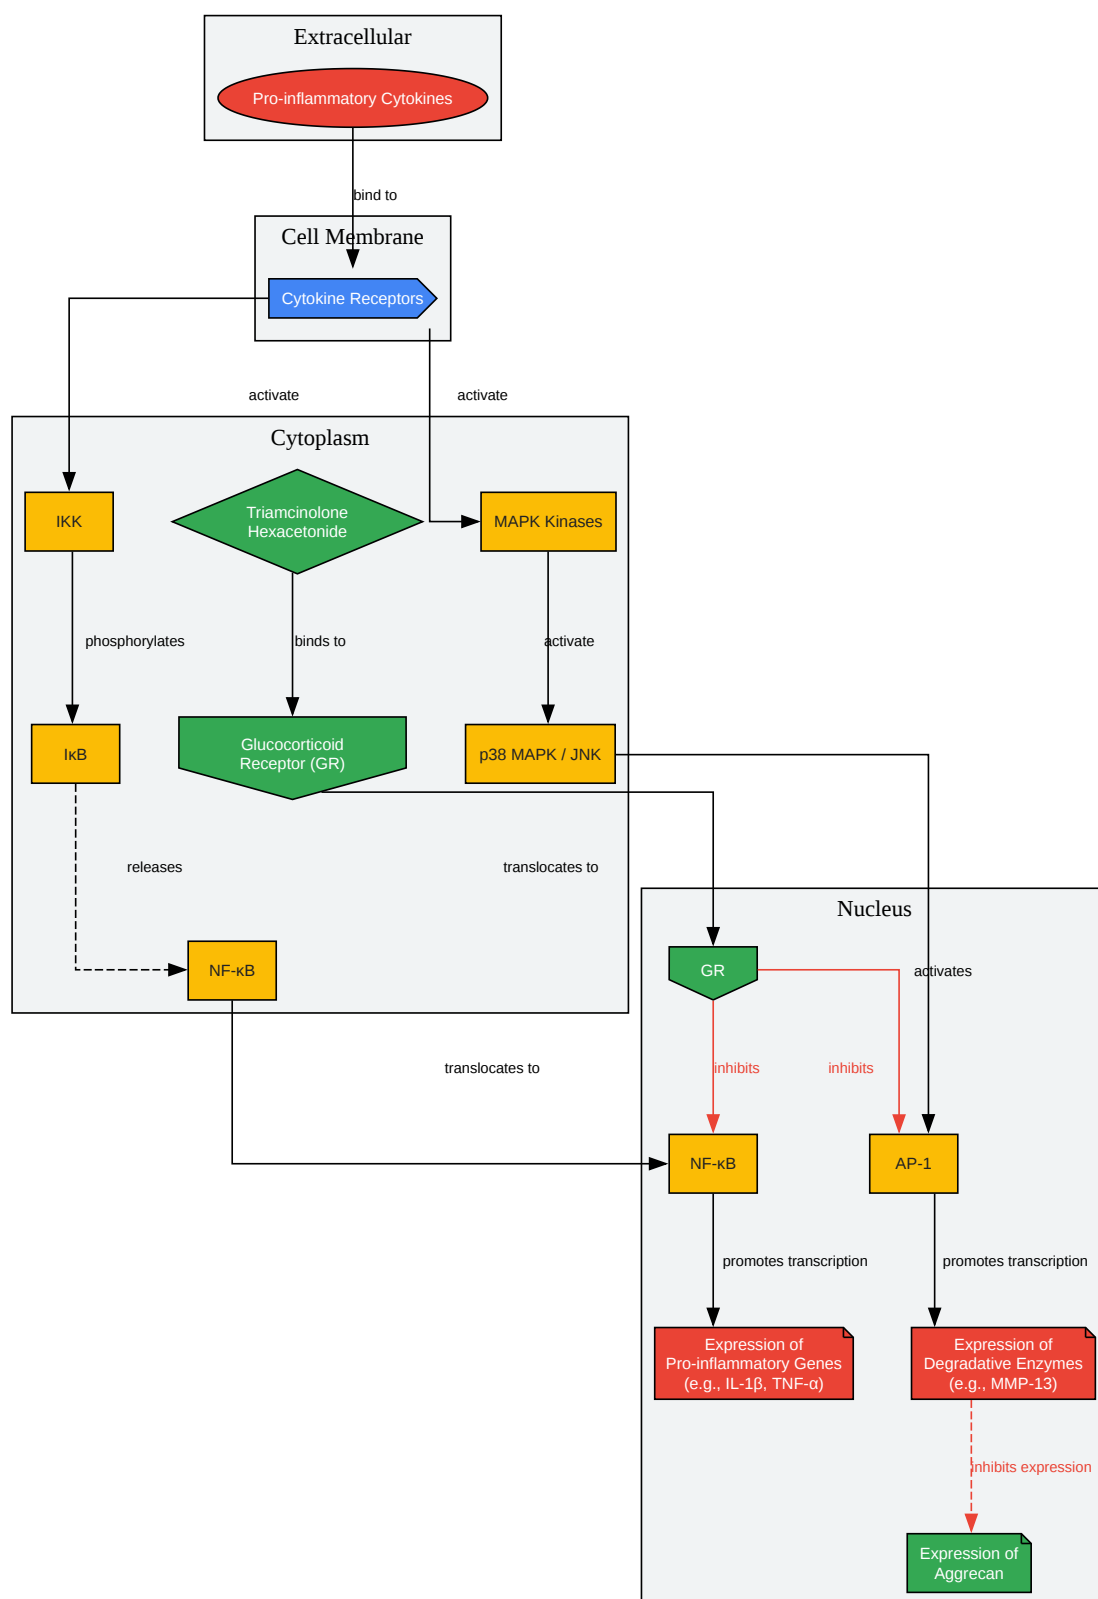 Extracellular
Pro-inflammatory Cytokines
bind to
Cell Membrane
Cytokine Receptors
activate
activate
Cytoplasm
IKK
Triamcinolone
Hexacetonide
MAPK Kinases
phosphorylates
binds to
activate
IκB
Glucocorticoid
Receptor (GR)
p38 MAPK / JNK
releases
translocates to
Nucleus
NF-κB
GR
activates
translocates to
inhibits
inhibits
NF-κB
AP-1
promotes transcription
promotes transcription
Expression of
Pro-inflammatory Genes
(e.g., IL-1β, TNF-α)
Expression of
Degradative Enzymes
(e.g., MMP-13)
inhibits expression
Expression of
Aggrecan